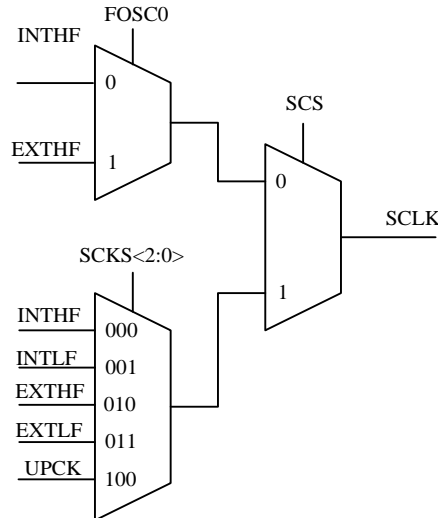 FOSC0
INTHF
0
EXTHF
1
SCS
0
SCLK
1
SCKS<2:0>
INTHF
000
INTLF
001
EXTHF
010
EXTLF
011
UPCK
100